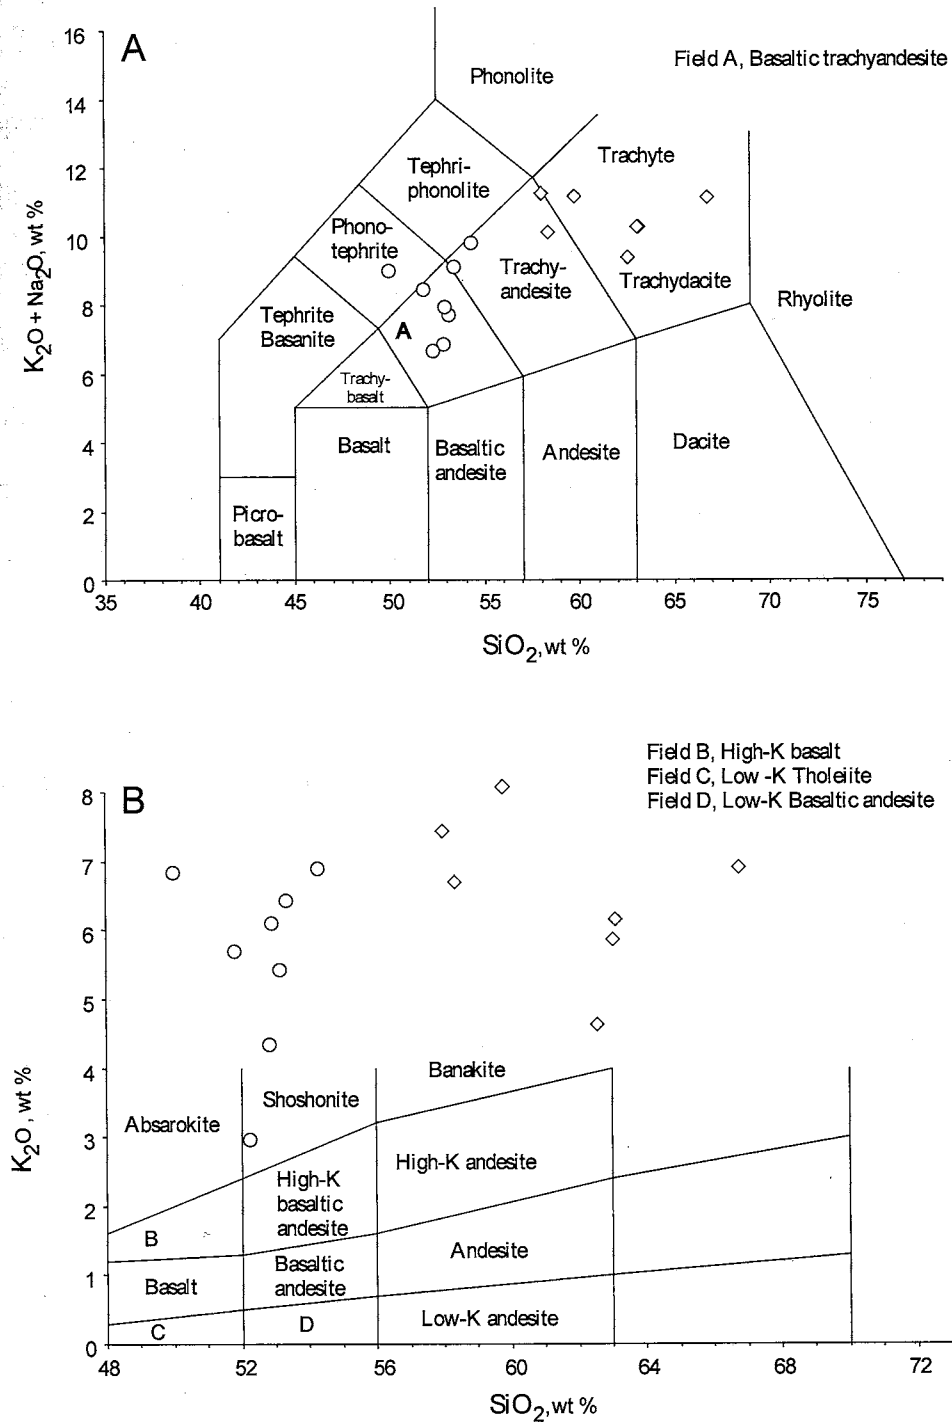 A
Field A, Basaltic trachyandesite
16
14
12
10
8
6
4
2
0
K2O + Na2O, wt %
Phonolite
Trachyte
Tephri-
phonolite
Phono-
tephrite
Trachy-
andesite
Trachydacite
Rhyolite
Tephrite
Basanite
A
Trachy-
basalt
Basalt
Basaltic
andesite
Andesite
Dacite
Picro-
basalt
35 40 45 50 55 60 65 70 75
SiO2, wt %
Field B, High-K basalt
Field C, Low -K Tholeiite
Field D, Low-K Basaltic andesite
B
8
7
6
5
4
3
2
1
0
K2O, wt %
Banakite
Shoshonite
Absarokite
High-K andesite
High-K
basaltic
andesite
B
Andesite
Basaltic
andesite
Basalt
Low-K andesite
D
C
48 52 56 60 64 68 72
SiO2, wt %